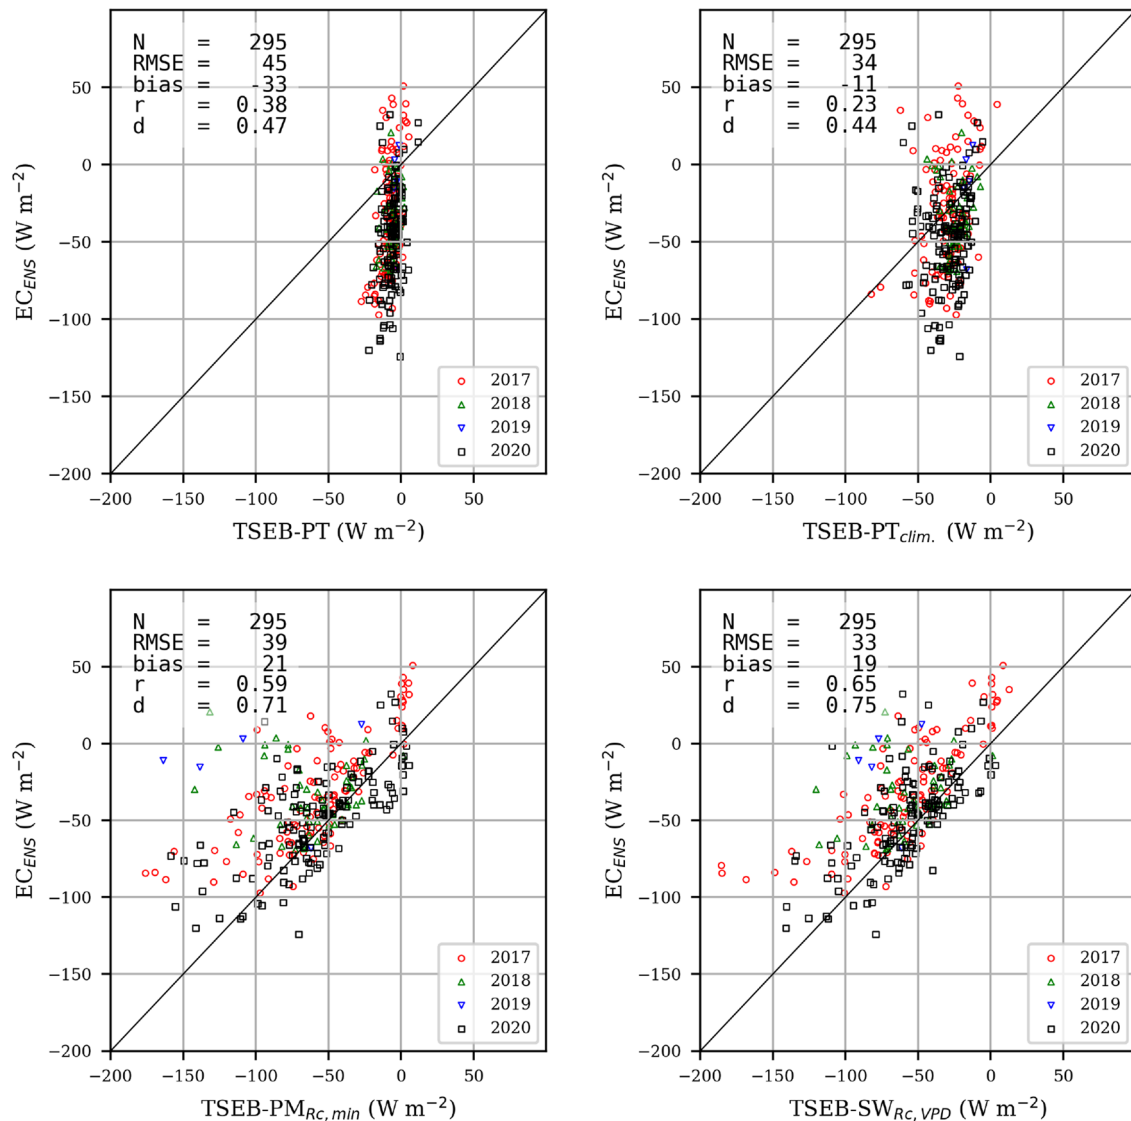 N = 295
RMSE = 45
bias = -33
r = 0.38
d = 0.47
50
0
−50
−100
−150
−200
EC_ENS (W m⁻²)
2017
2018
2019
2020
−200 −150 −100 −50 0 50
TSEB-PT (W m⁻²)
N = 295
RMSE = 34
bias = -11
r = 0.23
d = 0.44
50
0
−50
−100
−150
−200
EC_ENS (W m⁻²)
2017
2018
2019
2020
−200 −150 −100 −50 0 50
TSEB-PT_clim. (W m⁻²)
N = 295
RMSE = 39
bias = 21
r = 0.59
d = 0.71
50
0
−50
−100
−150
−200
EC_ENS (W m⁻²)
2017
2018
2019
2020
−200 −150 −100 −50 0 50
TSEB-PM_Rc,min (W m⁻²)
N = 295
RMSE = 33
bias = 19
r = 0.65
d = 0.75
50
0
−50
−100
−150
−200
EC_ENS (W m⁻²)
2017
2018
2019
2020
−200 −150 −100 −50 0 50
TSEB-SW_Rc,VPD (W m⁻²)